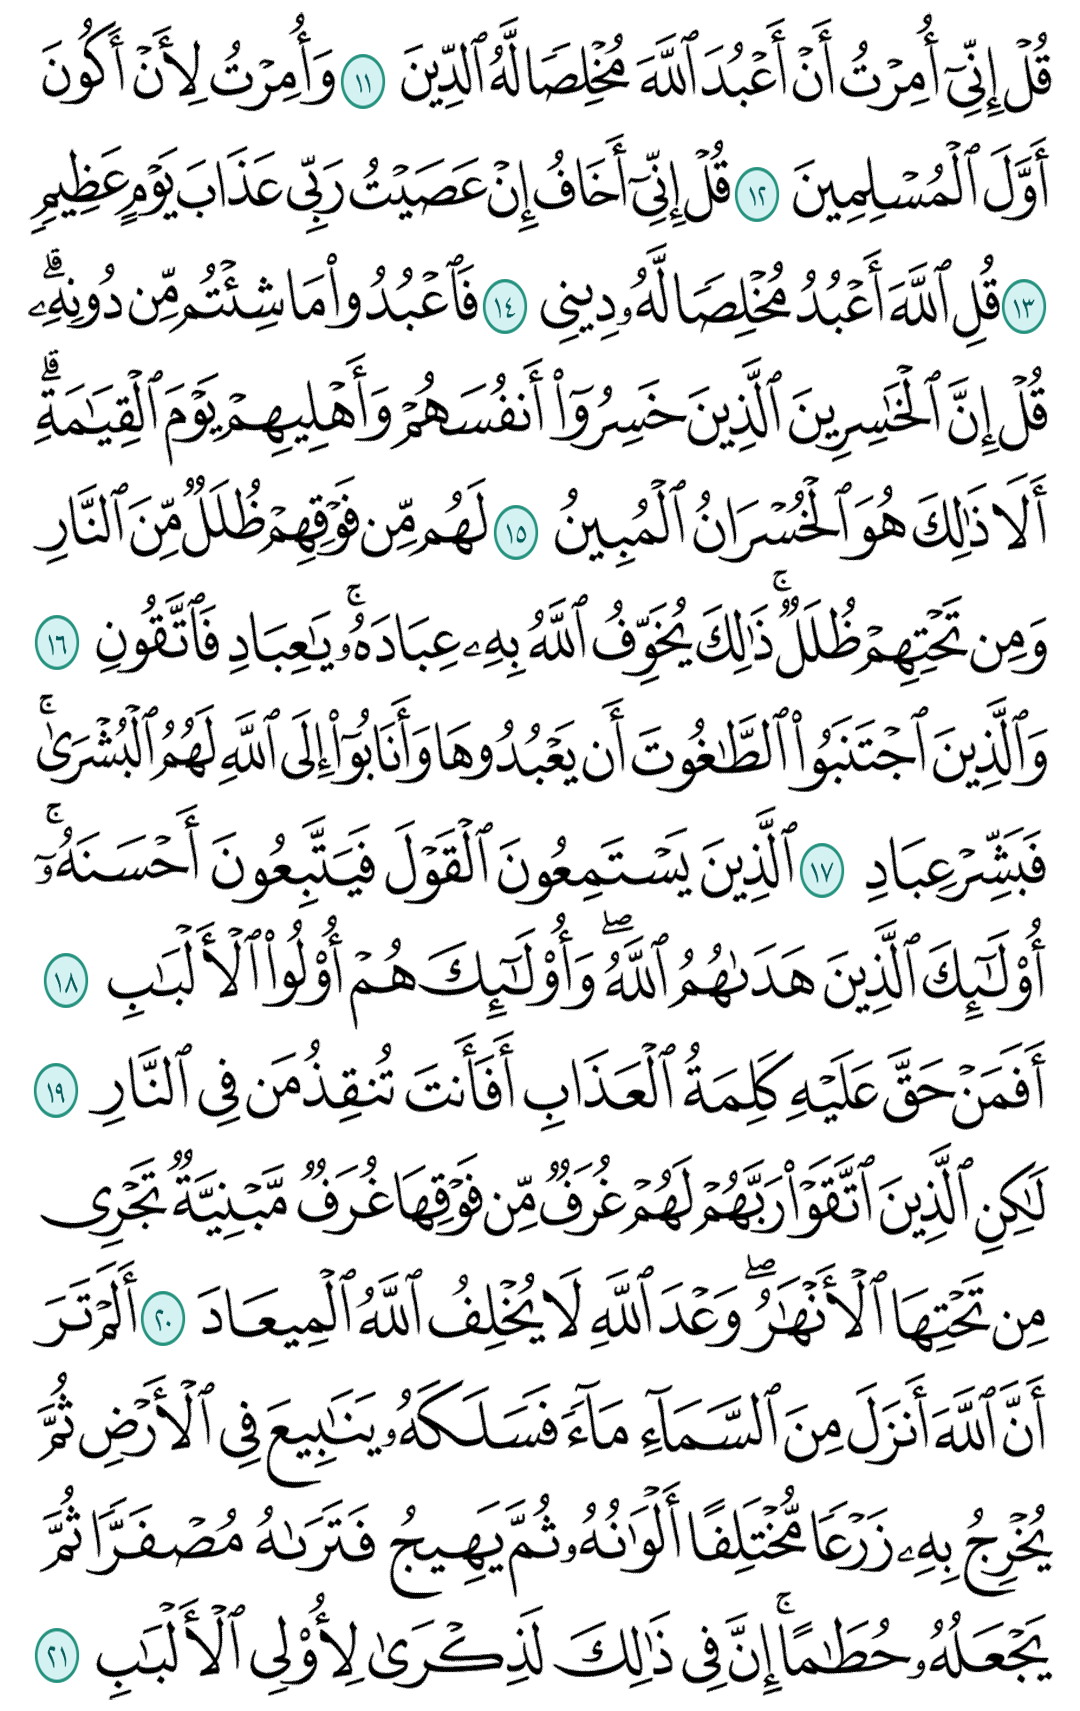 قُلْ إِنِّىٓ أُمِرْتُ أَنْ أَعْبُدَ ٱللَّهَ مُخْلِصًا لَّهُ ٱلدِّينَ ١١ وَأُمِرْتُ لِأَنْ أَكُونَ
أَوَّلَ ٱلْمُسْلِمِينَ ١٢ قُلْ إِنِّىٓ أَخَافُ إِنْ عَصَيْتُ رَبِّى عَذَابَ يَوْمٍ عَظِيمٍ
١٣ قُلِ ٱللَّهَ أَعْبُدُ مُخْلِصًا لَّهُۥ دِينِى ١٤ فَٱعْبُدُوا۟ مَا شِئْتُم مِّن دُونِهِۦ ۗ
قُلْ إِنَّ ٱلْخَٰسِرِينَ ٱلَّذِينَ خَسِرُوٓا۟ أَنفُسَهُمْ وَأَهْلِيهِمْ يَوْمَ ٱلْقِيَٰمَةِ ۗ
أَلَا ذَٰلِكَ هُوَ ٱلْخُسْرَانُ ٱلْمُبِينُ ١٥ لَهُم مِّن فَوْقِهِمْ ظُلَلٌ مِّنَ ٱلنَّارِ
وَمِن تَحْتِهِمْ ظُلَلٌ ۚ ذَٰلِكَ يُخَوِّفُ ٱللَّهُ بِهِۦ عِبَادَهُۥ ۚ يَٰعِبَادِ فَٱتَّقُونِ ١٦
وَٱلَّذِينَ ٱجْتَنَبُوا۟ ٱلطَّٰغُوتَ أَن يَعْبُدُوهَا وَأَنَابُوٓا۟ إِلَى ٱللَّهِ لَهُمُ ٱلْبُشْرَىٰ ۚ
فَبَشِّرْ عِبَادِ ١٧ ٱلَّذِينَ يَسْتَمِعُونَ ٱلْقَوْلَ فَيَتَّبِعُونَ أَحْسَنَهُۥٓ ۚ
أُو۟لَٰٓئِكَ ٱلَّذِينَ هَدَىٰهُمُ ٱللَّهُ ۖ وَأُو۟لَٰٓئِكَ هُمْ أُو۟لُوا۟ ٱلْأَلْبَٰبِ ١٨
أَفَمَنْ حَقَّ عَلَيْهِ كَلِمَةُ ٱلْعَذَابِ أَفَأَنتَ تُنقِذُ مَن فِى ٱلنَّارِ ١٩
لَٰكِنِ ٱلَّذِينَ ٱتَّقَوْا۟ رَبَّهُمْ لَهُمْ غُرَفٌ مِّن فَوْقِهَا غُرَفٌ مَّبْنِيَّةٌ تَجْرِى
مِن تَحْتِهَا ٱلْأَنْهَٰرُ ۖ وَعْدَ ٱللَّهِ لَا يُخْلِفُ ٱللَّهُ ٱلْمِيعَادَ ٢٠ أَلَمْ تَرَ
أَنَّ ٱللَّهَ أَنزَلَ مِنَ ٱلسَّمَآءِ مَآءً فَسَلَكَهُۥ يَنَٰبِيعَ فِى ٱلْأَرْضِ ثُمَّ
يُخْرِجُ بِهِۦ زَرْعًا مُّخْتَلِفًا أَلْوَٰنُهُۥ ثُمَّ يَهِيجُ فَتَرَىٰهُ مُصْفَرًّا ثُمَّ
يَجْعَلُهُۥ حُطَٰمًا ۚ إِنَّ فِى ذَٰلِكَ لَذِكْرَىٰ لِأُو۟لِى ٱلْأَلْبَٰبِ ٢١